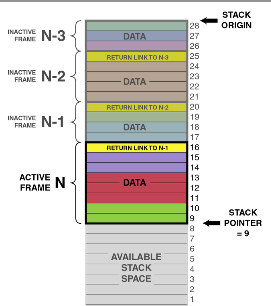 STACK
ORIGIN
INACTIVE
FRAME N-3
INACTIVE
FRAME N-2
INACTIVE
FRAME N-1
ACTIVE
FRAME N
DATA
RETURN LINK TO N-3
DATA
RETURN LINK TO N-2
DATA
RETURN LINK TO N-1
DATA
AVAILABLE
STACK
SPACE
28
27
26
25
24
23
22
21
20
19
18
17
16
15
14
13
12
11
10
9
8
7
6
5
4
3
2
1
STACK
POINTER
= 9